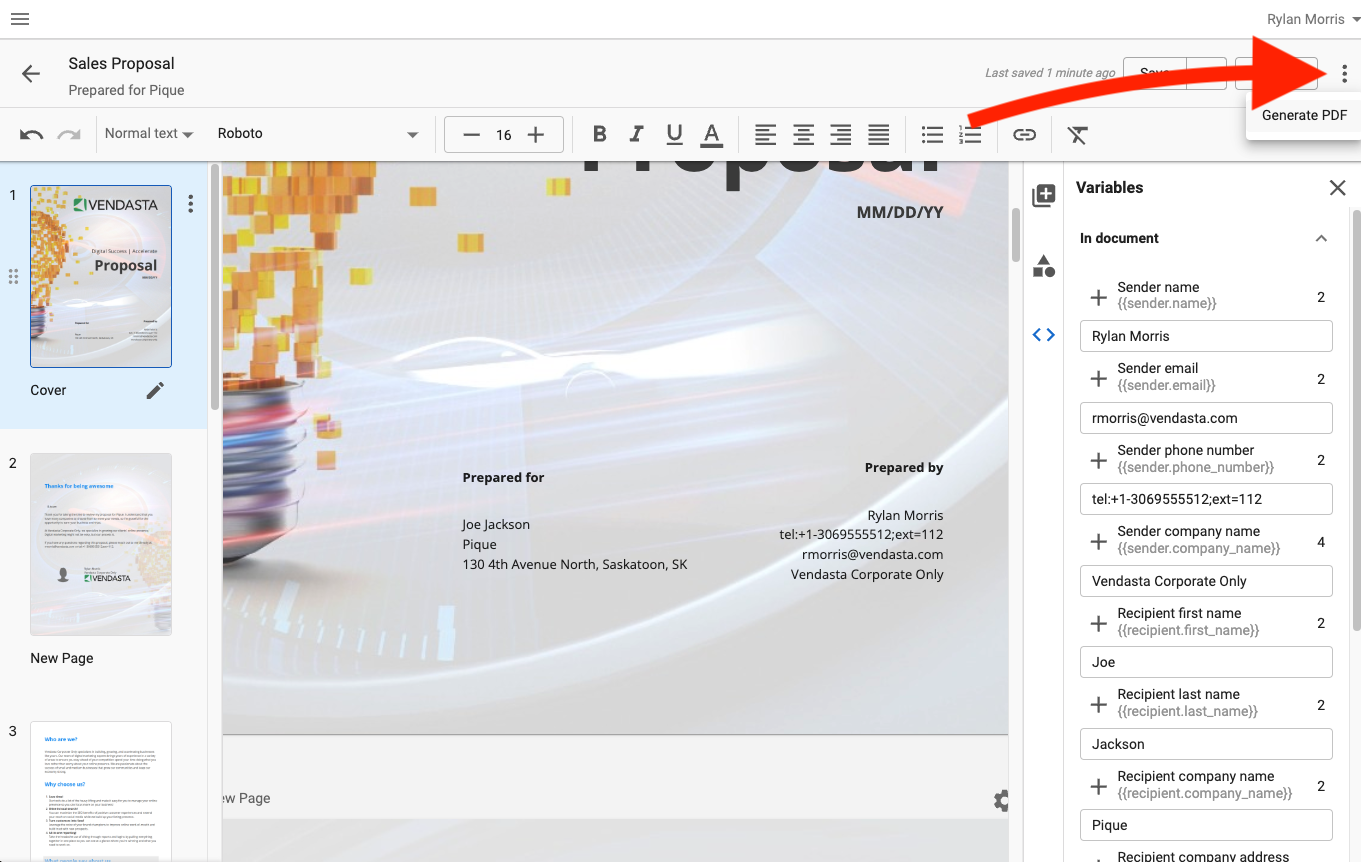 Rylan Morris
Sales Proposal
Prepared for Pique
Last saved 1 minute ago
Save
Generate PDF
Normal text
Roboto
16
B I U A
1
VENDASTA
Digital Success | Accelerate
Proposal
Cover
2
Thanks for being awesome
VENDASTA
New Page
3
Who are we?
Why choose us?
What people say about us
Proposal
MM/DD/YY
Prepared for
Joe Jackson
Pique
130 4th Avenue North, Saskatoon, SK
Prepared by
Rylan Morris
tel:+1-3069555512;ext=112
rmorris@vendasta.com
Vendasta Corporate Only
ew Page
Variables
In document
Sender name
{{sender.name}}
2
Rylan Morris
Sender email
{{sender.email}}
2
rmorris@vendasta.com
Sender phone number
{{sender.phone_number}}
2
tel:+1-3069555512;ext=112
Sender company name
{{sender.company_name}}
4
Vendasta Corporate Only
Recipient first name
{{recipient.first_name}}
2
Joe
Recipient last name
{{recipient.last_name}}
2
Jackson
Recipient company name
{{recipient.company_name}}
2
Pique
Recipient company address